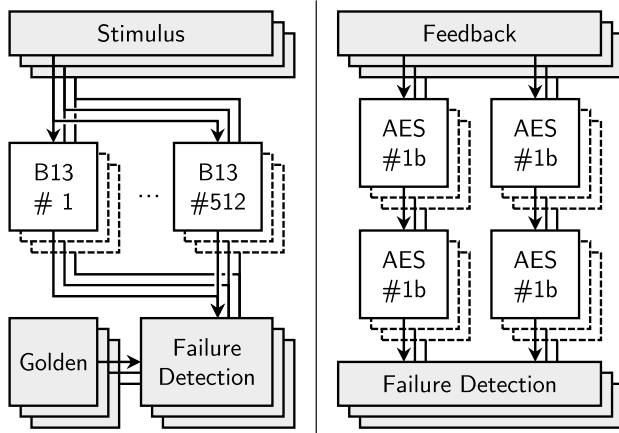 Stimulus
B13
# 1
...
B13
#512
Golden
Failure
Detection
Feedback
AES
#1b
AES
#1b
AES
#1b
AES
#1b
Failure Detection